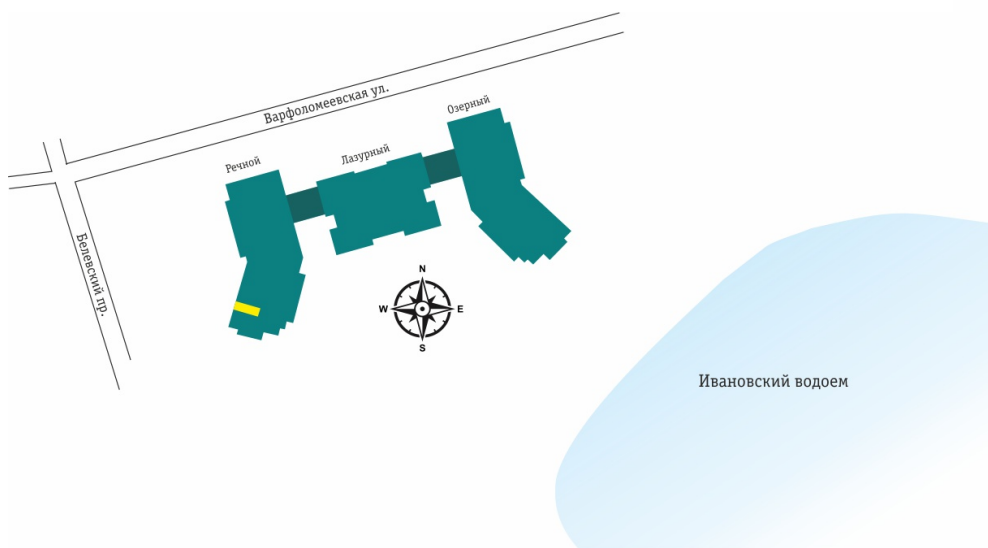 Варфоломеевская ул.
Озерный
Лазурный
Речной
Белевский пр.
N
W
E
S
Ивановский водоем